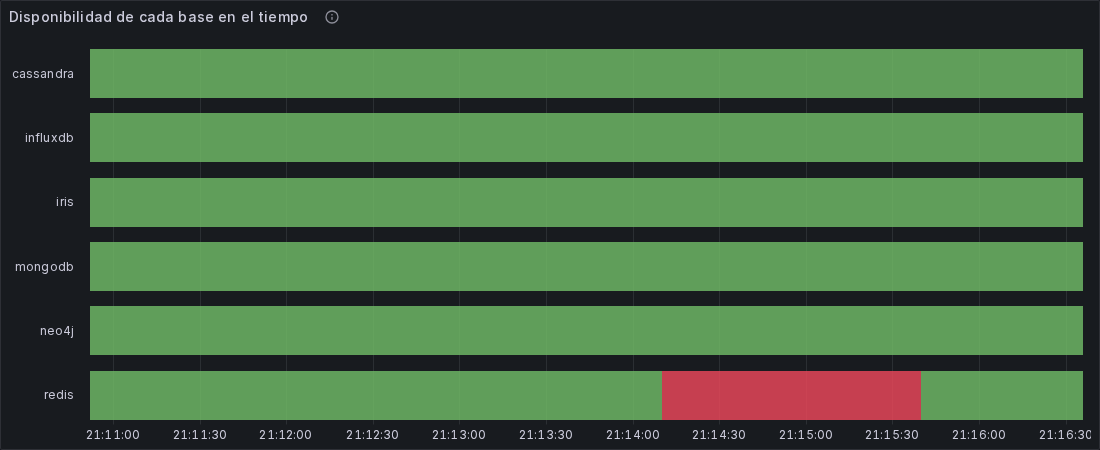 Disponibilidad de cada base en el tiempo
cassandra
influxdb
iris
mongodb
neo4j
redis
21:11:00 21:11:30 21:12:00 21:12:30 21:13:00 21:13:30 21:14:00 21:14:30 21:15:00 21:15:30 21:16:00 21:16:30